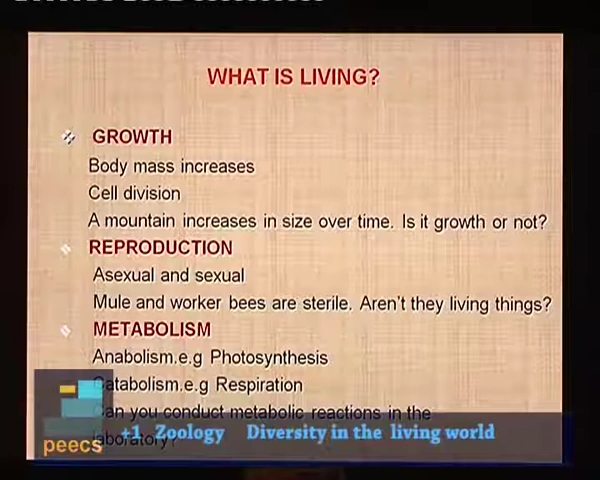 WHAT IS LIVING?
GROWTH
Body mass increases
Cell division
A mountain increases in size over time. Is it growth or not?
REPRODUCTION
Asexual and sexual
Mule and worker bees are sterile. Aren't they living things?
METABOLISM
Anabolism.e.g Photosynthesis
Catabolism.e.g Respiration
Can you conduct metabolic reactions in the
laboratory?
+1 Zoology Diversity in the living world
peecs